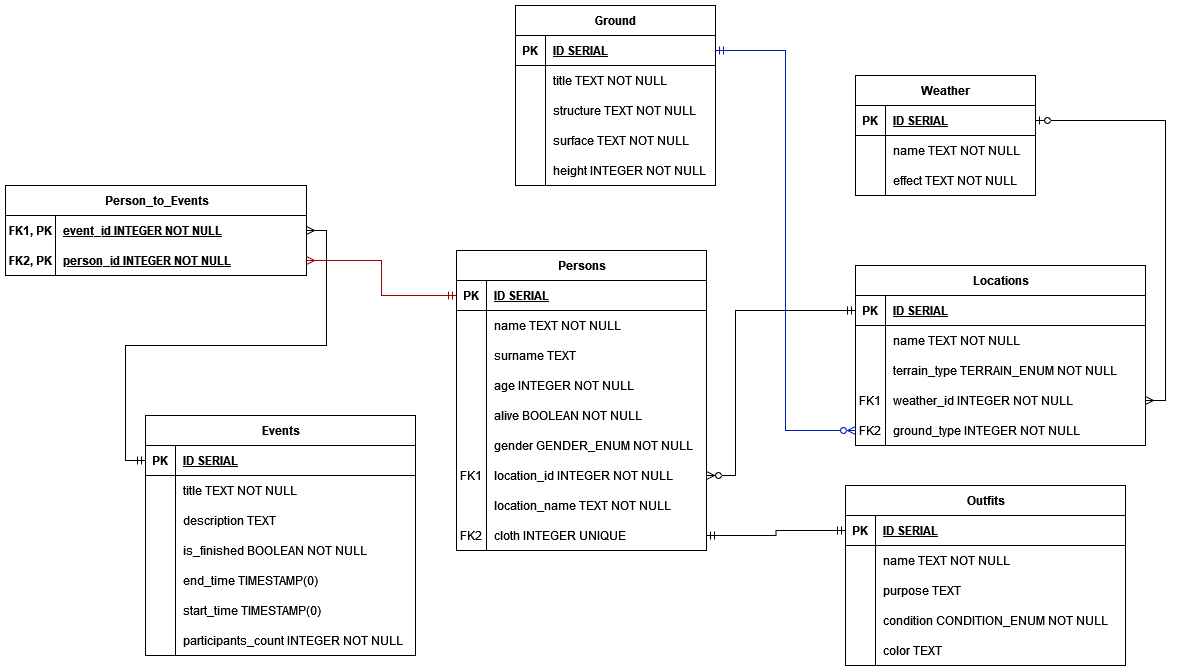 Ground
PK ID SERIAL
title TEXT NOT NULL
structure TEXT NOT NULL
surface TEXT NOT NULL
height INTEGER NOT NULL
Weather
PK ID SERIAL
name TEXT NOT NULL
effect TEXT NOT NULL
Person_to_Events
FK1, PK event_id INTEGER NOT NULL
FK2, PK person_id INTEGER NOT NULL
Persons
PK ID SERIAL
name TEXT NOT NULL
surname TEXT
age INTEGER NOT NULL
alive BOOLEAN NOT NULL
gender GENDER_ENUM NOT NULL
FK1 location_id INTEGER NOT NULL
location_name TEXT NOT NULL
FK2 cloth INTEGER UNIQUE
Locations
PK ID SERIAL
name TEXT NOT NULL
terrain_type TERRAIN_ENUM NOT NULL
FK1 weather_id INTEGER NOT NULL
FK2 ground_type INTEGER NOT NULL
Events
PK ID SERIAL
title TEXT NOT NULL
description TEXT
is_finished BOOLEAN NOT NULL
end_time TIMESTAMP(0)
start_time TIMESTAMP(0)
participants_count INTEGER NOT NULL
Outfits
PK ID SERIAL
name TEXT NOT NULL
purpose TEXT
condition CONDITION_ENUM NOT NULL
color TEXT